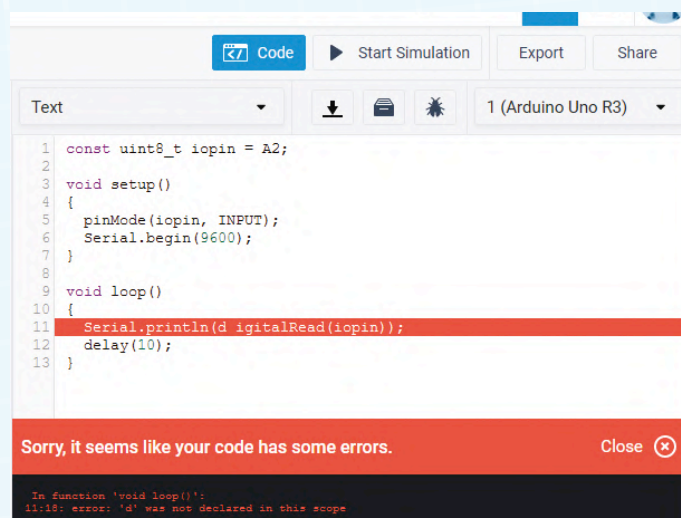 Code
Start Simulation
Export
Share
Text
1 (Arduino Uno R3)
1 const uint8_t iopin = A2;
2
3 void setup()
4 {
5 pinMode(iopin, INPUT);
6 Serial.begin(9600);
7 }
8
9 void loop()
10 {
11 Serial.println(d igitalRead(iopin));
12 delay(10);
13 }
Sorry, it seems like your code has some errors.
Close
In function 'void loop()':
11:18: error: 'd' was not declared in this scope